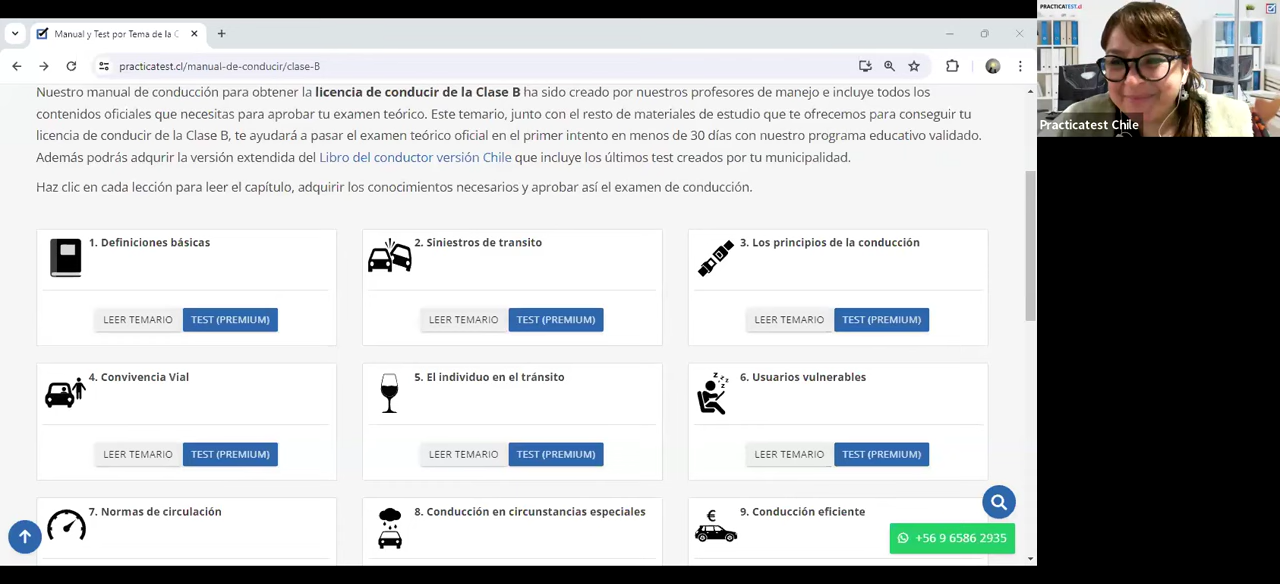 Manual y Test por Tema de la C
practicatest.cl/manual-de-conducir/clase-B
PRACTICATEST.cl
Practicatest Chile
Nuestro manual de conducción para obtener la licencia de conducir de la Clase B ha sido creado por nuestros profesores de manejo e incluye todos los
contenidos oficiales que necesitas para aprobar tu examen teórico. Este temario, junto con el resto de materiales de estudio que te ofrecemos para conseguir tu
licencia de conducir de la Clase B, te ayudará a pasar el examen teórico oficial en el primer intento en menos de 30 días con nuestro programa educativo validado.
Además podrás adqurir la versión extendida del Libro del conductor versión Chile que incluye los últimos test creados por tu municipalidad.
Haz clic en cada lección para leer el capítulo, adquirir los conocimientos necesarios y aprobar así el examen de conducción.
1. Definiciones básicas
LEER TEMARIO TEST (PREMIUM)
2. Siniestros de transito
LEER TEMARIO TEST (PREMIUM)
3. Los principios de la conducción
LEER TEMARIO TEST (PREMIUM)
4. Convivencia Vial
LEER TEMARIO TEST (PREMIUM)
5. El individuo en el tránsito
LEER TEMARIO TEST (PREMIUM)
6. Usuarios vulnerables
LEER TEMARIO TEST (PREMIUM)
7. Normas de circulación
8. Conducción en circunstancias especiales
9. Conducción eficiente
+56 9 6586 2935